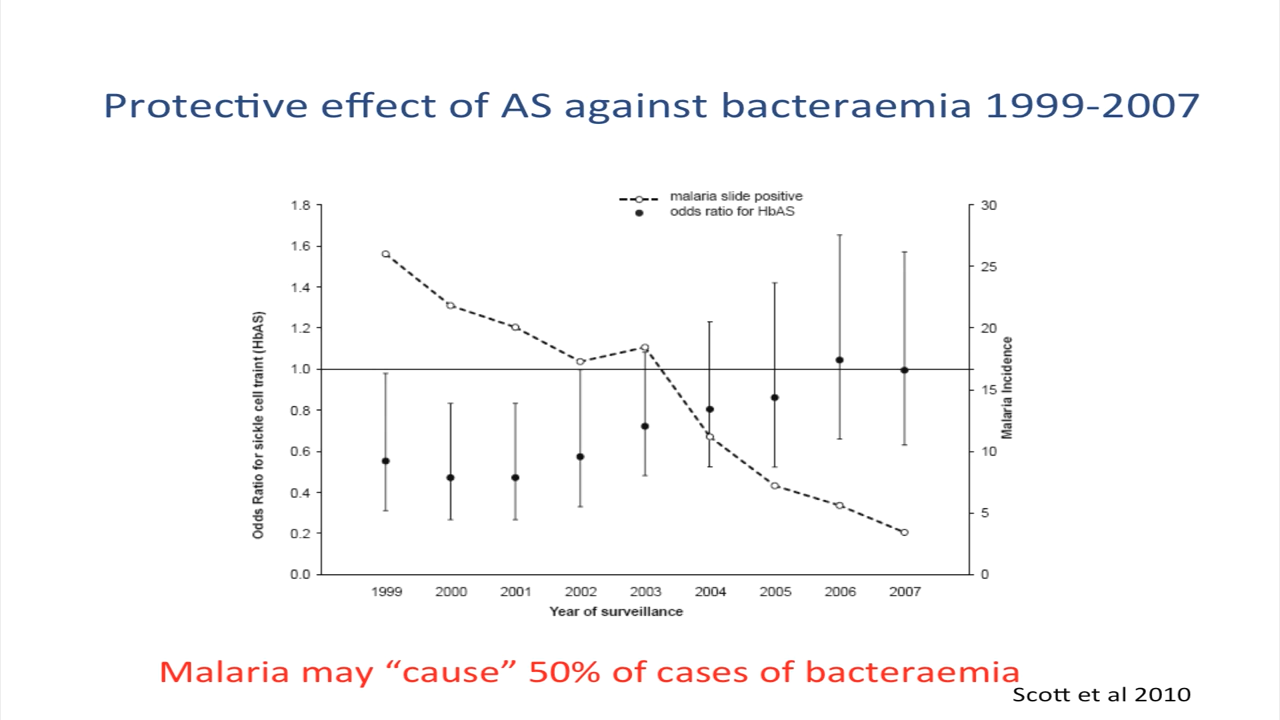 Protective effect of AS against bacteraemia 1999-2007
malaria slide positive
odds ratio for HbAS
1.8
1.6
1.4
1.2
1.0
0.8
0.6
0.4
0.2
0.0
Odds Ratio for sickle cell traint (HbAS)
30
25
20
15
10
5
0
Malaria Incidence
1999 2000 2001 2002 2003 2004 2005 2006 2007
Year of surveillance
Malaria may “cause” 50% of cases of bacteraemia
Scott et al 2010